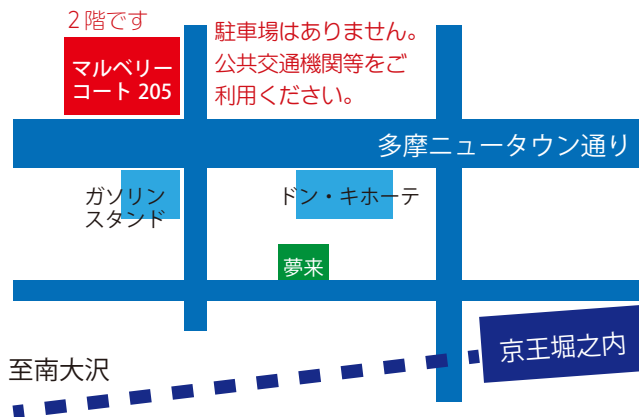 2階です
マルベリー
コート 205
駐車場はありません。
公共交通機関等をご
利用ください。
多摩ニュータウン通り
ガソリン
スタンド
ドン・キホーテ
夢来
京王堀之内
至南大沢